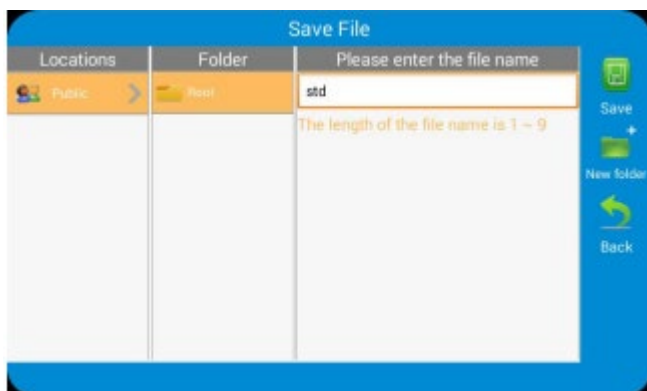 Save File
Locations
Folder
Please enter the file name
Public
Root
std
The length of the file name is 1 ~ 9
Save
New folder
Back